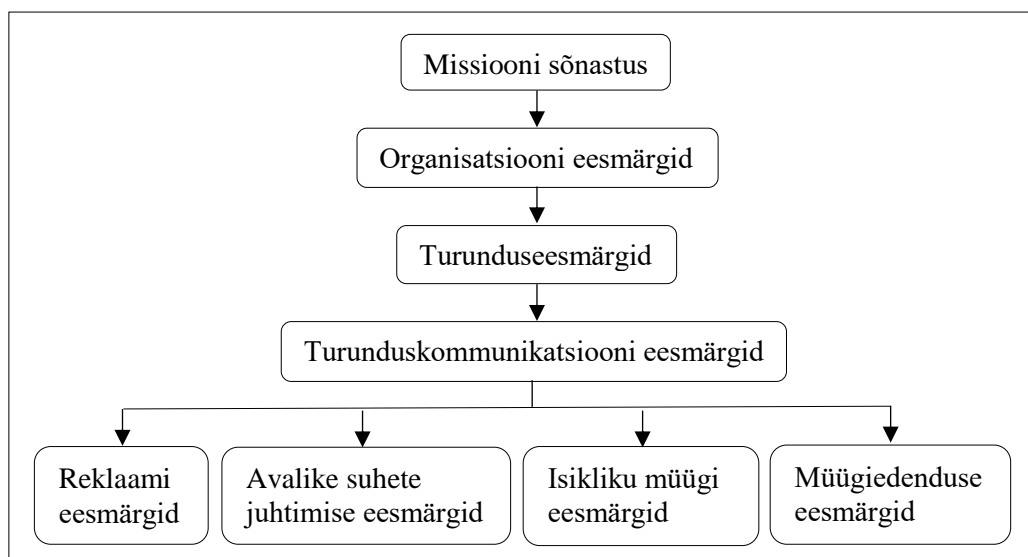 Missiooni sõnastus
Organisatsiooni eesmärgid
Turunduseesmärgid
Turunduskommunikatsiooni eesmärgid
Reklaami
eesmärgid
Avalike suhete
juhtimise eesmärgid
Isikliku müügi
eesmärgid
Müügiedenduse
eesmärgid